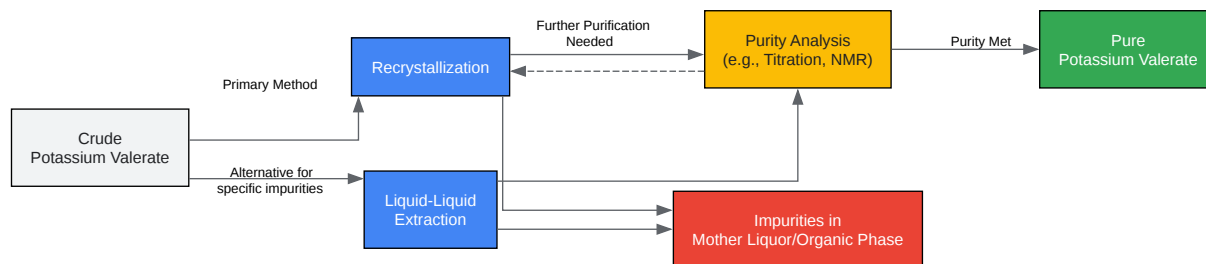 Crude
Potassium Valerate
Primary Method
Alternative for
specific impurities
Recrystallization
Liquid-Liquid
Extraction
Further Purification
Needed
Purity Analysis
(e.g., Titration, NMR)
Impurities in
Mother Liquor/Organic Phase
Purity Met
Pure
Potassium Valerate